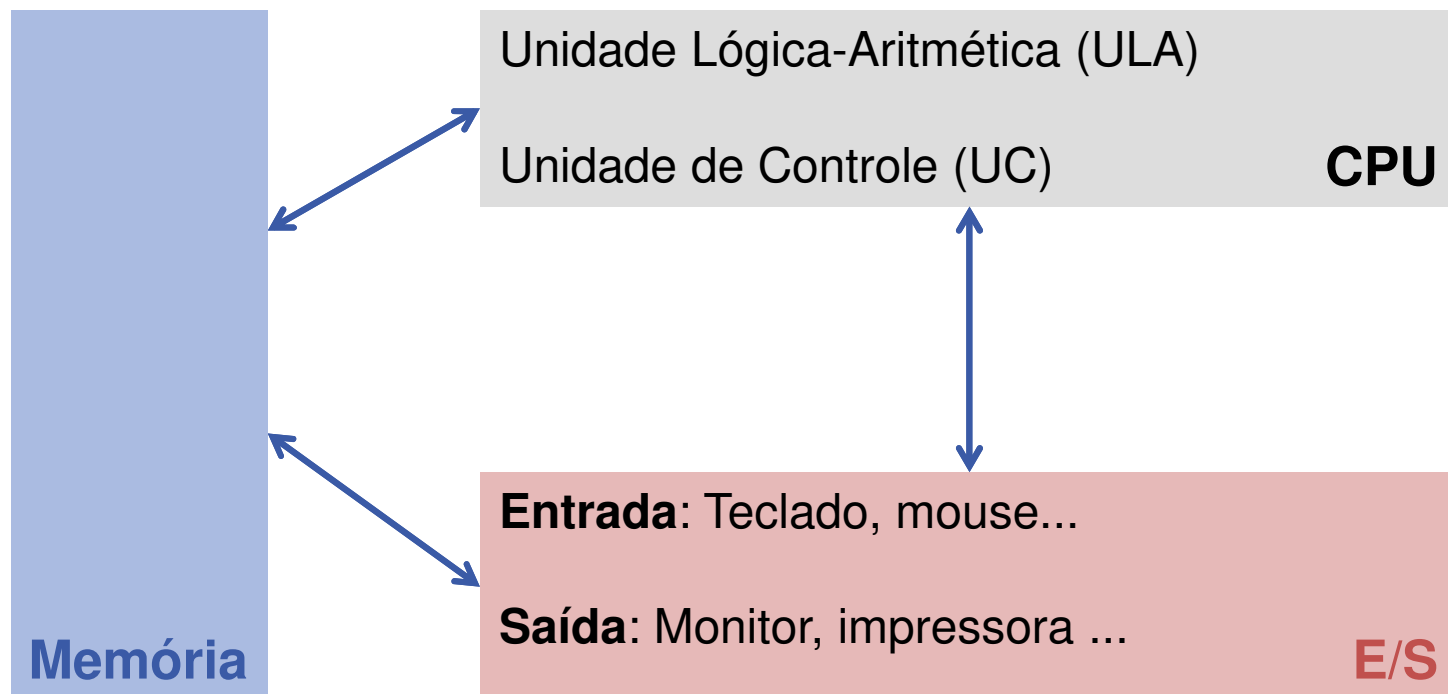 Unidade Lógica-Aritmética (ULA)
Unidade de Controle (UC)
CPU
Entrada: Teclado, mouse...
Saída: Monitor, impressora ...
Memória
E/S